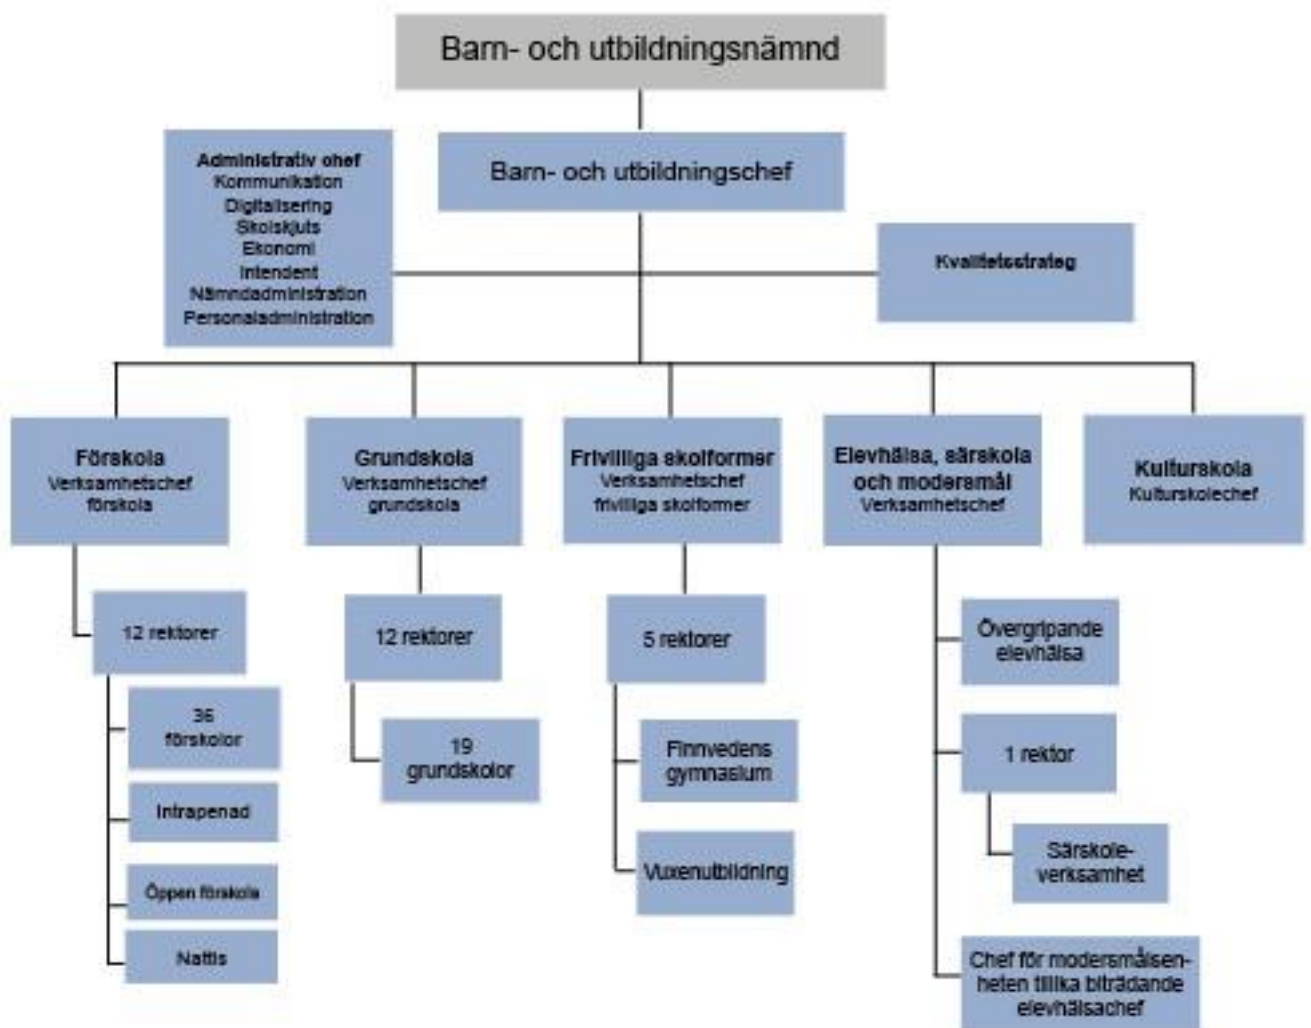 Barn- och utbildningsnämnd
Barn- och utbildningschef
Administrativ chef
Kommunikation
Digitalisering
Skolskjuts
Ekonomi
Intendent
Nämndadministration
Personaladministration
Kvalitetsstrateg
Förskola
Verksamhetschef
förskola
Grundskola
Verksamhetschef
grundskola
Frivilliga skolformer
Verksamhetschef
frivilliga skolformer
Elevhälsa, särskola
och modersmål
Verksamhetschef
Kulturskola
Kulturskolechef
12 rektorer
36
förskolor
Intrapenad
Öppen förskola
Nattis
12 rektorer
19
grundskolor
5 rektorer
Finnvedens
gymnasium
Vuxenutbildning
Övergripande
elevhälsa
1 rektor
Särskole-
verksamhet
Chef för modersmålsen-
heten tillika biträdande
elevhälsachef